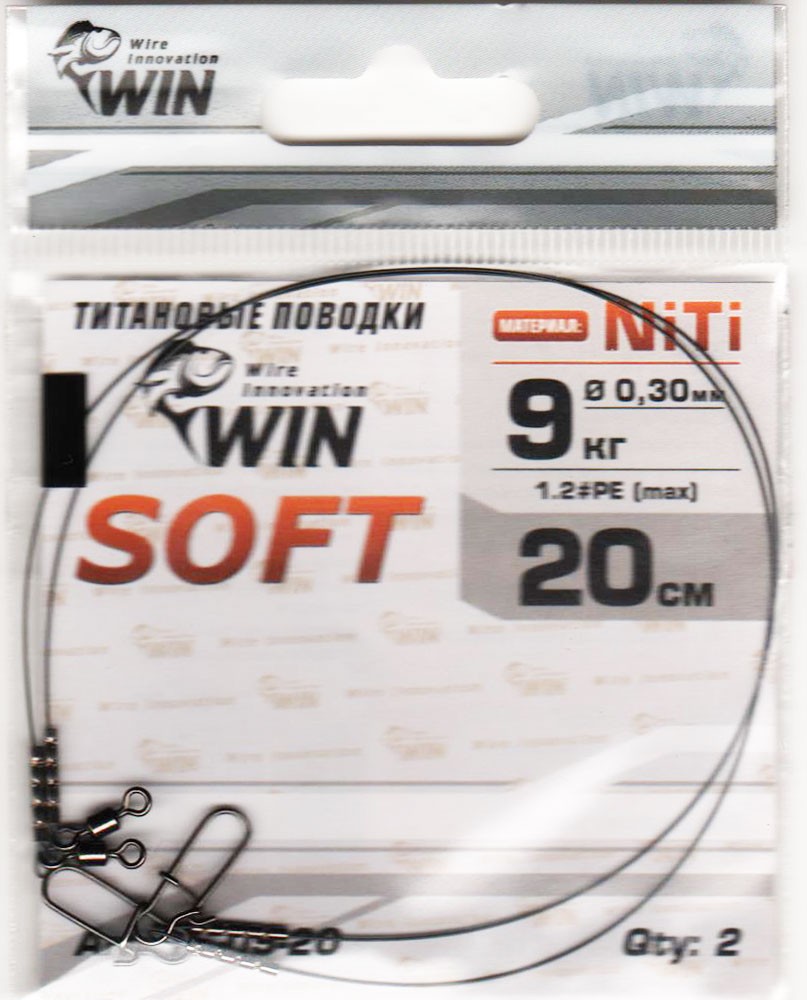 Wire
Innovation
WIN
ТИТАНОВЫЕ ПОВОДКИ
Wire
Innovation
WIN
SOFT
МАТЕРИАЛ:
NiTi
9 кг
Ø 0,30мм
1.2#PE (max)
20см
Qty: 2